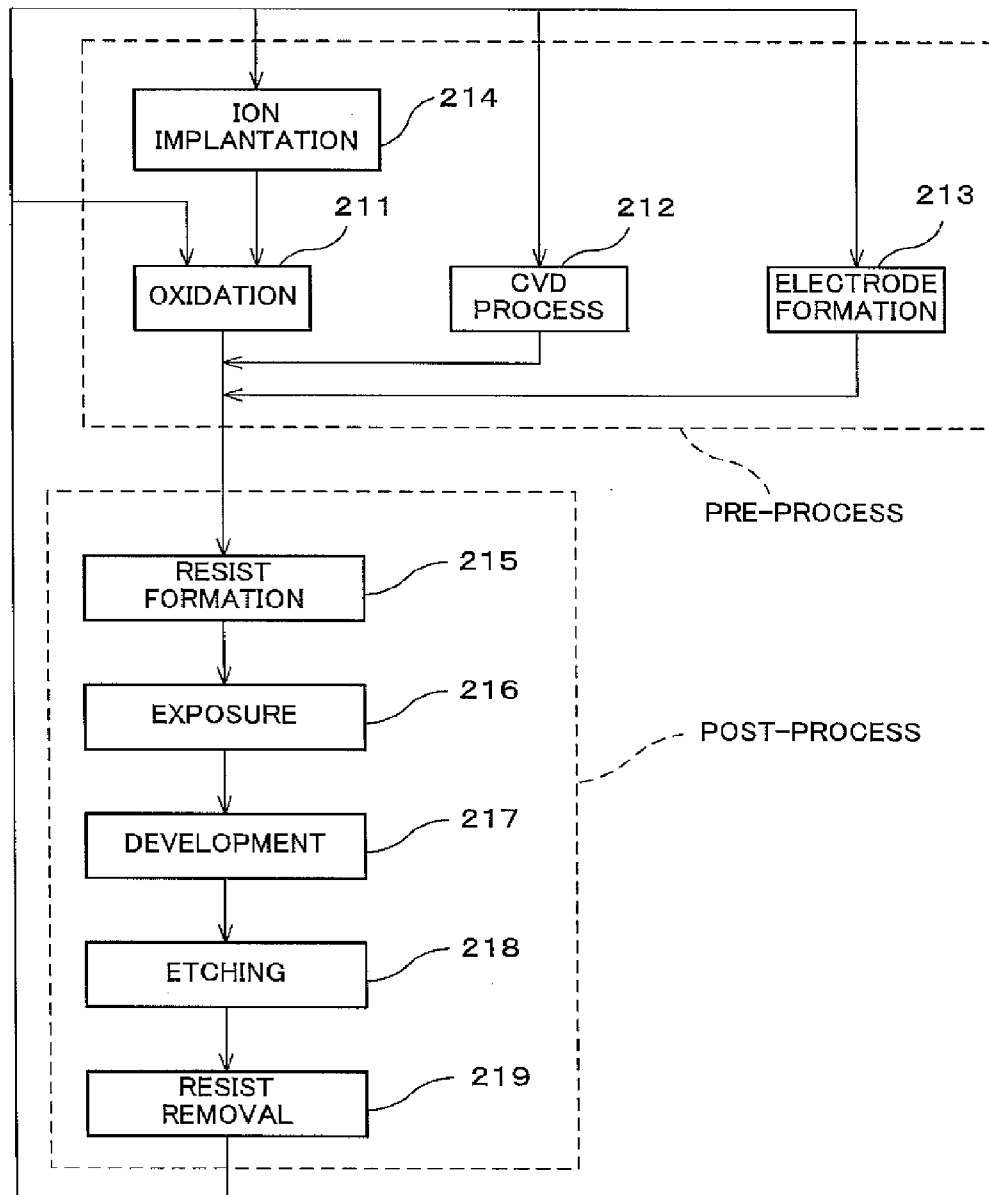 ION
IMPLANTATION
214
211
212
213
OXIDATION
CVD
PROCESS
ELECTRODE
FORMATION
PRE-PROCESS
RESIST
FORMATION
215
EXPOSURE
216
POST-PROCESS
DEVELOPMENT
217
ETCHING
218
RESIST
REMOVAL
219